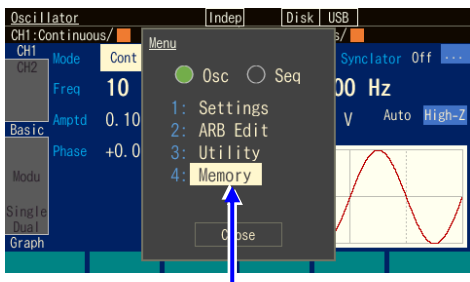 Oscillator Indep Disk USB
CH1:Continuous/ s/
CH1 Mode Cont Synclator Off ...
CH2
Freq 10 00 Hz
Amptd 0.10 V Auto High-Z
Basic
Phase +0.0
Modu
Single
Dual
Graph
Menu
Osc Seq
1: Settings
2: ARB Edit
3: Utility
4: Memory
Close